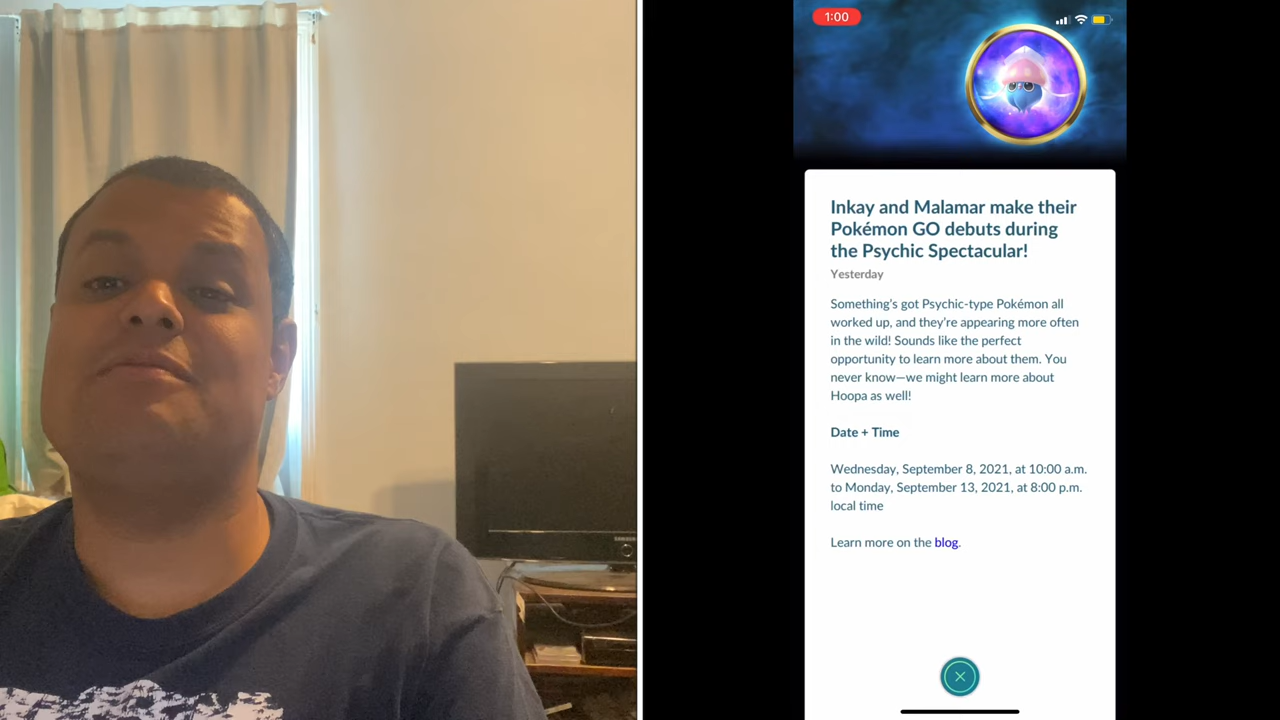 1:00
Inkay and Malamar make their
Pokémon GO debuts during
the Psychic Spectacular!
Yesterday
Something's got Psychic-type Pokémon all
worked up, and they're appearing more often
in the wild! Sounds like the perfect
opportunity to learn more about them. You
never know—we might learn more about
Hoopa as well!
Date + Time
Wednesday, September 8, 2021, at 10:00 a.m.
to Monday, September 13, 2021, at 8:00 p.m.
local time
Learn more on the blog.
SAMSUNG